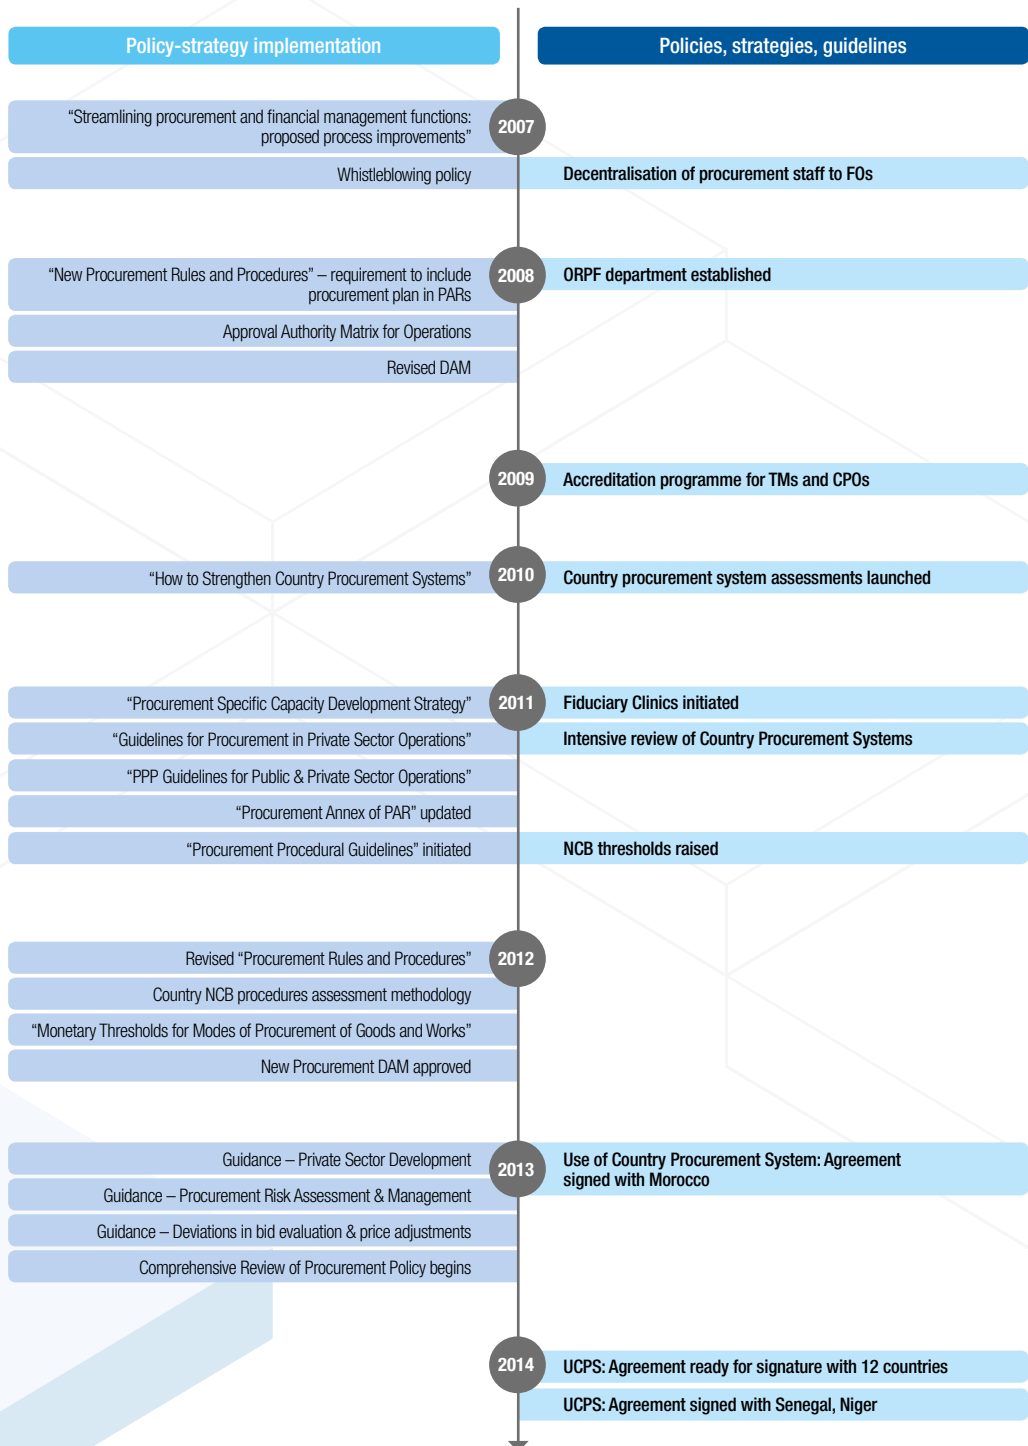 Policy-strategy implementation
Policies, strategies, guidelines
“Streamlining procurement and financial management functions:
proposed process improvements”
2007
Whistleblowing policy
Decentralisation of procurement staff to FOs
“New Procurement Rules and Procedures” – requirement to include
procurement plan in PARs
2008
ORPF department established
Approval Authority Matrix for Operations
Revised DAM
2009
Accreditation programme for TMs and CPOs
“How to Strengthen Country Procurement Systems”
2010
Country procurement system assessments launched
“Procurement Specific Capacity Development Strategy”
2011
Fiduciary Clinics initiated
“Guidelines for Procurement in Private Sector Operations”
Intensive review of Country Procurement Systems
“PPP Guidelines for Public & Private Sector Operations”
“Procurement Annex of PAR” updated
“Procurement Procedural Guidelines” initiated
NCB thresholds raised
Revised “Procurement Rules and Procedures”
2012
Country NCB procedures assessment methodology
“Monetary Thresholds for Modes of Procurement of Goods and Works”
New Procurement DAM approved
Guidance – Private Sector Development
2013
Use of Country Procurement System: Agreement
signed with Morocco
Guidance – Procurement Risk Assessment & Management
Guidance – Deviations in bid evaluation & price adjustments
Comprehensive Review of Procurement Policy begins
2014
UCPS: Agreement ready for signature with 12 countries
UCPS: Agreement signed with Senegal, Niger